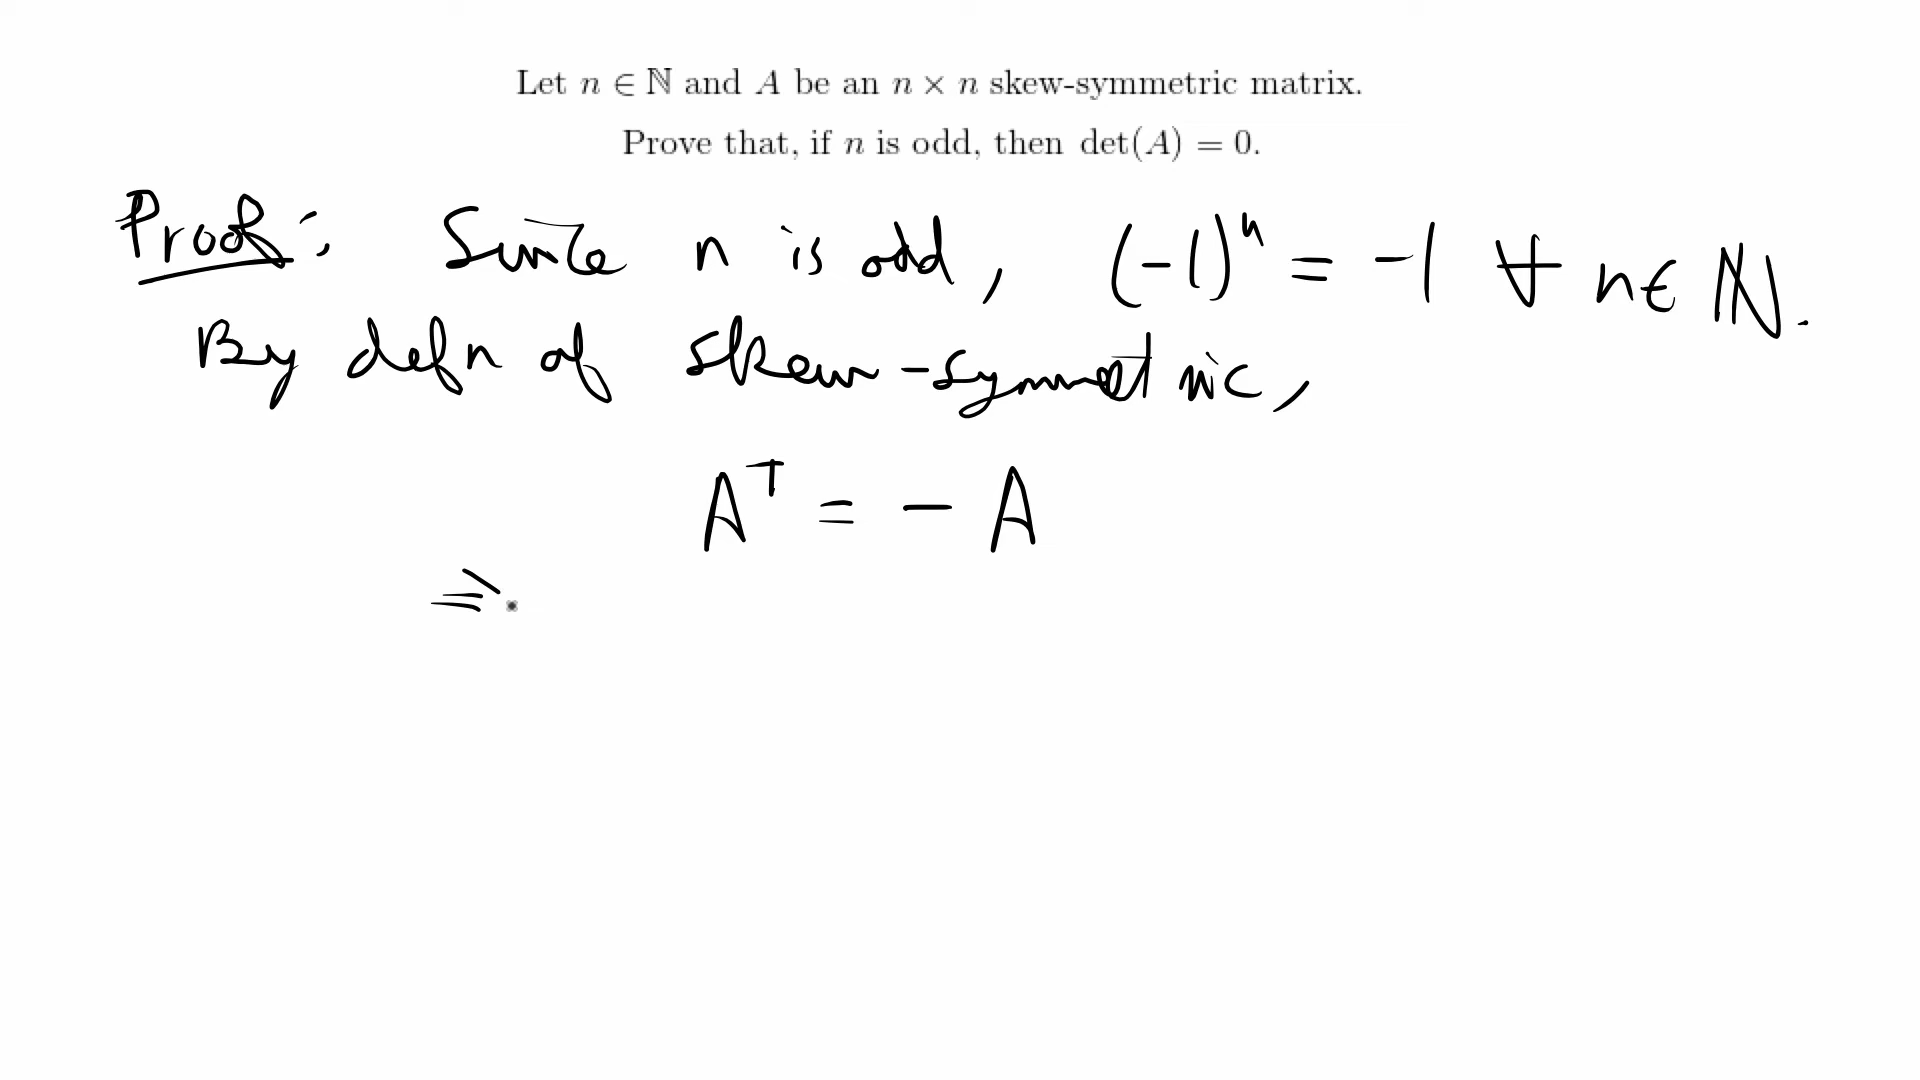 Let n ∈ ℕ and A be an n × n skew-symmetric matrix.
Prove that, if n is odd, then det(A) = 0.
Proof: Since n is odd, (-1)ⁿ = -1 ∀ n ∈ ℕ.
By defn of skew-symmetric,
Aᵀ = - A
⇒